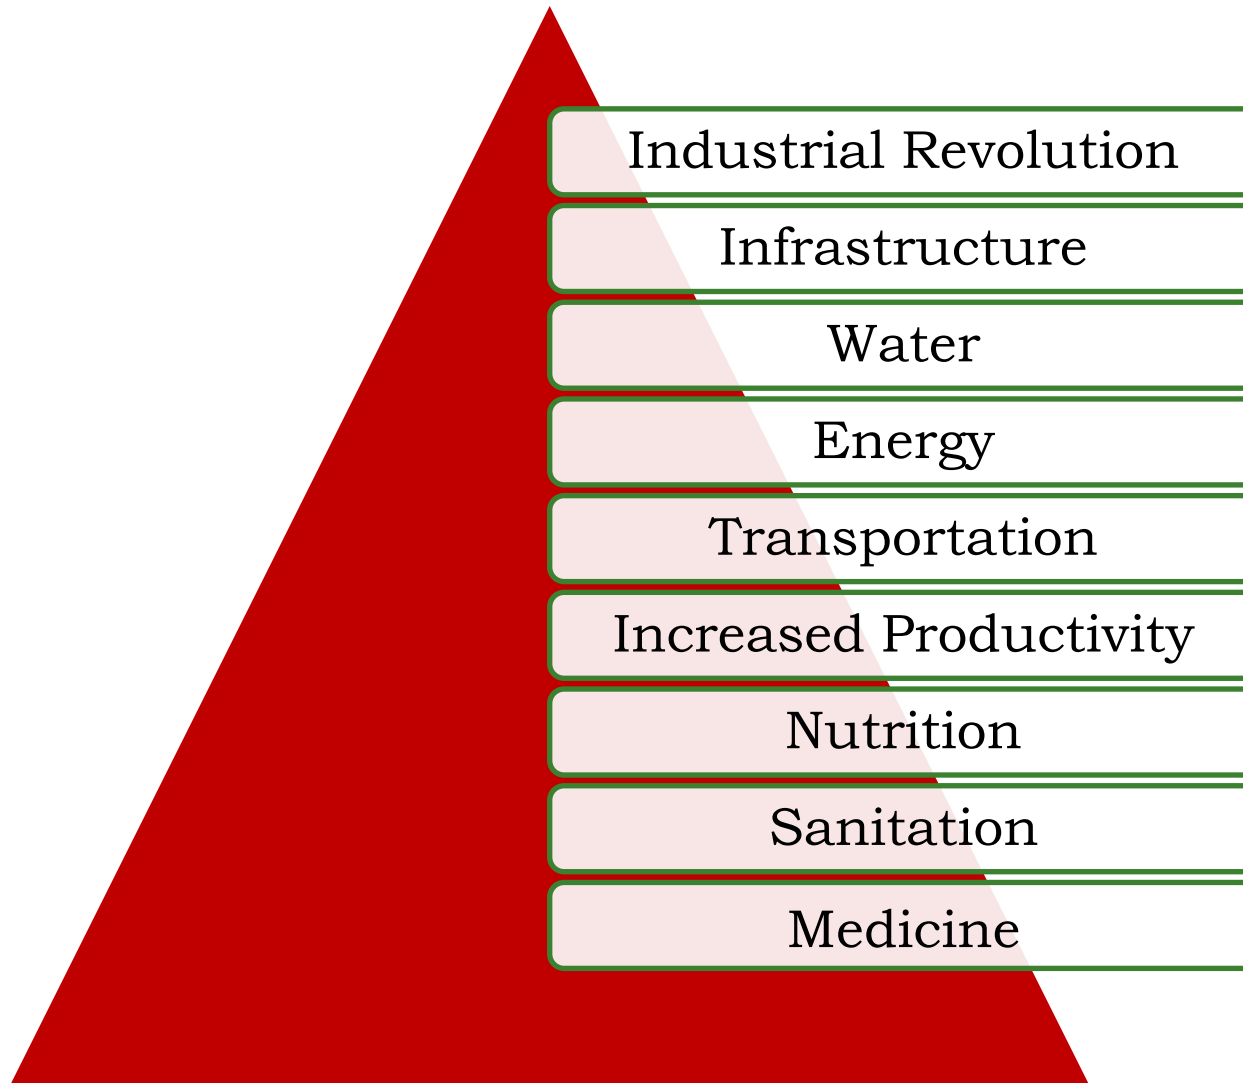 Industrial Revolution
Infrastructure
Water
Energy
Transportation
Increased Productivity
Nutrition
Sanitation
Medicine